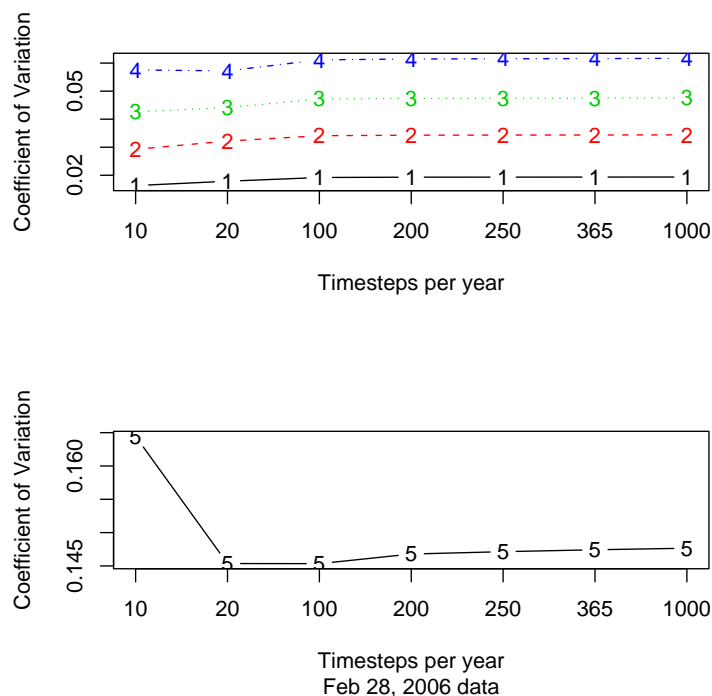 Coefficient of Variation
0.05
0.02
4 4 4 4 4 4 4
3 3 3 3 3 3 3
2 2 2 2 2 2 2
1 1 1 1 1 1 1
10 20 100 200 250 365 1000
Timesteps per year
Coefficient of Variation
0.160
0.145
5 5 5 5 5 5 5
10 20 100 200 250 365 1000
Timesteps per year
Feb 28, 2006 data